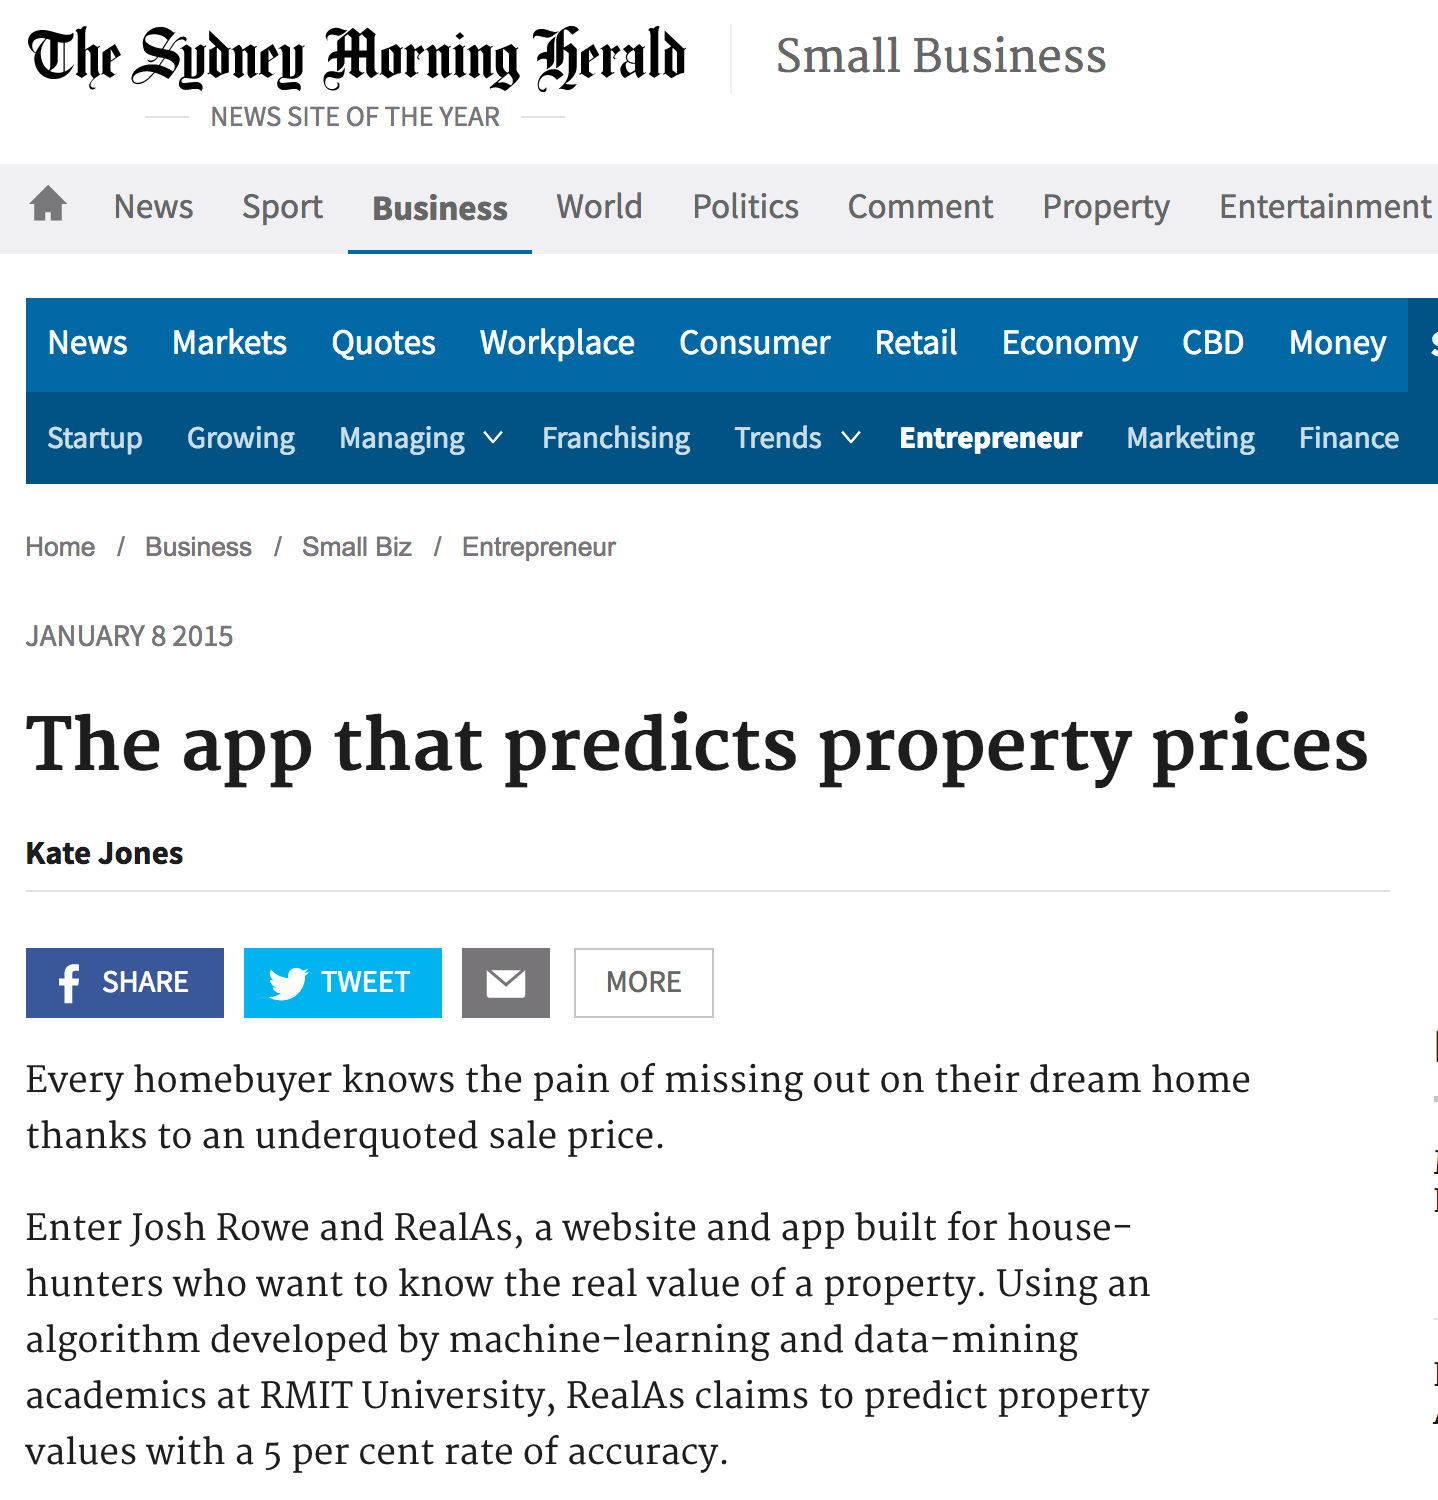 The Sydney Morning Herald
Small Business
NEWS SITE OF THE YEAR
News Sport Business World Politics Comment Property Entertainment
News Markets Quotes Workplace Consumer Retail Economy CBD Money
Startup Growing Managing Franchising Trends Entrepreneur Marketing Finance
Home / Business / Small Biz / Entrepreneur
JANUARY 8 2015
The app that predicts property prices
Kate Jones
SHARE TWEET MORE
Every homebuyer knows the pain of missing out on their dream home
thanks to an underquoted sale price.
Enter Josh Rowe and RealAs, a website and app built for house-
hunters who want to know the real value of a property. Using an
algorithm developed by machine-learning and data-mining
academics at RMIT University, RealAs claims to predict property
values with a 5 per cent rate of accuracy.